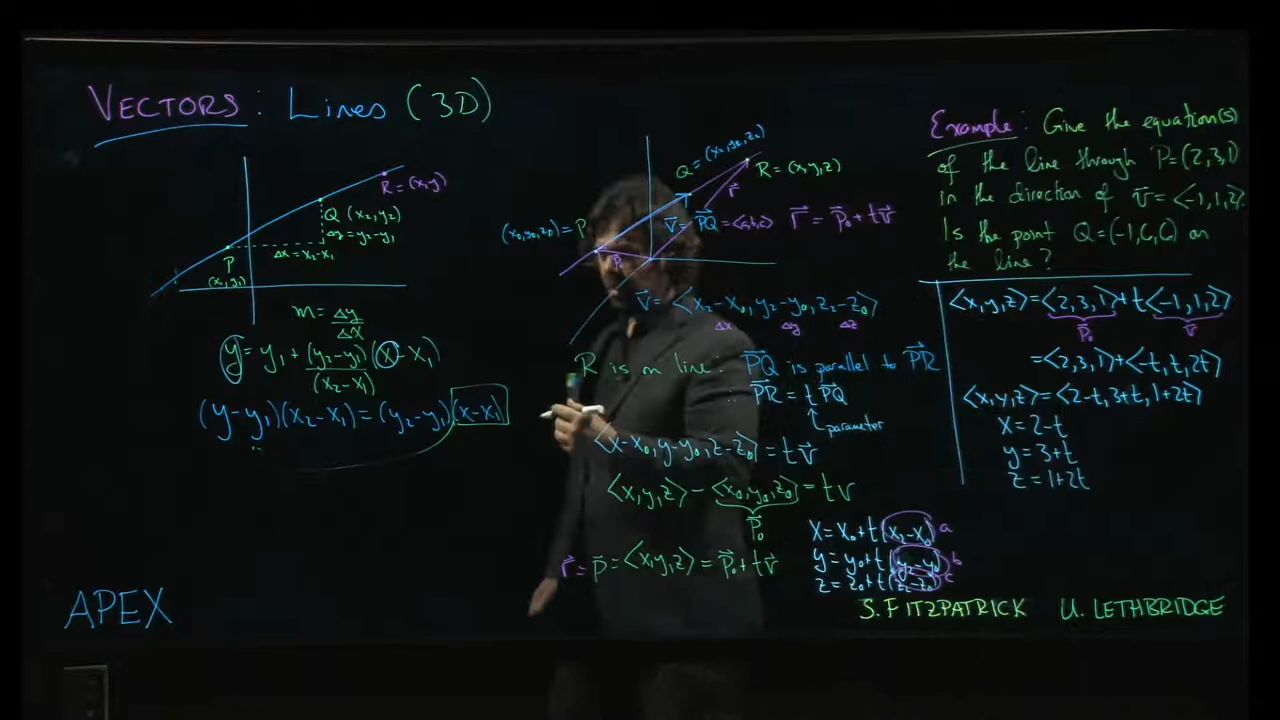 VECTORS: Lines (3D)
R = (x,y)
Q (x₂,y₂)
Δy = y₂-y₁
Δx = x₂-x₁
P
(x₁,y₁)
m = Δy/Δx
y = y₁ + (y₂-y₁)/(x₂-x₁) (x-x₁)
(y-y₁)(x₂-x₁) = (y₂-y₁)(x-x₁)
APEX
Q = (x₂,y₂,z₂)
R = (x,y,z)
r⃗
(x₀,y₀,z₀) = P
v⃗ = PQ⃗ = <a,b,c>
r⃗ = p⃗₀ + tv⃗
p⃗₀
v⃗ = <x₂-x₀, y₂-y₀, z₂-z₀>
Δx Δy Δz
R is on line: PQ⃗ is parallel to PR⃗
∴ PR⃗ = t PQ⃗
parameter
<x-x₀, y-y₀, z-z₀> = tv⃗
<x,y,z> - <x₀,y₀,z₀> = tv
p⃗₀
r⃗ = p⃗ = <x,y,z> = p⃗₀ + tv⃗
x = x₀ + t(x₂-x₀) a
y = y₀ + t(y₂-y₀) b
z = z₀ + t(z₂-z₀) c
Example: Give the equation(s)
of the line through P = (2,3,1)
in the direction of v⃗ = <-1,1,2>
Is the point Q = (-1,6,6) on
the line?
<x,y,z> = <2,3,1> + t<-1,1,2>
p⃗₀ v⃗
= <2,3,1> + <-t,t,2t>
<x,y,z> = <2-t, 3+t, 1+2t>
x = 2-t
y = 3+t
z = 1+2t
S. FITZPATRICK U. LETHBRIDGE